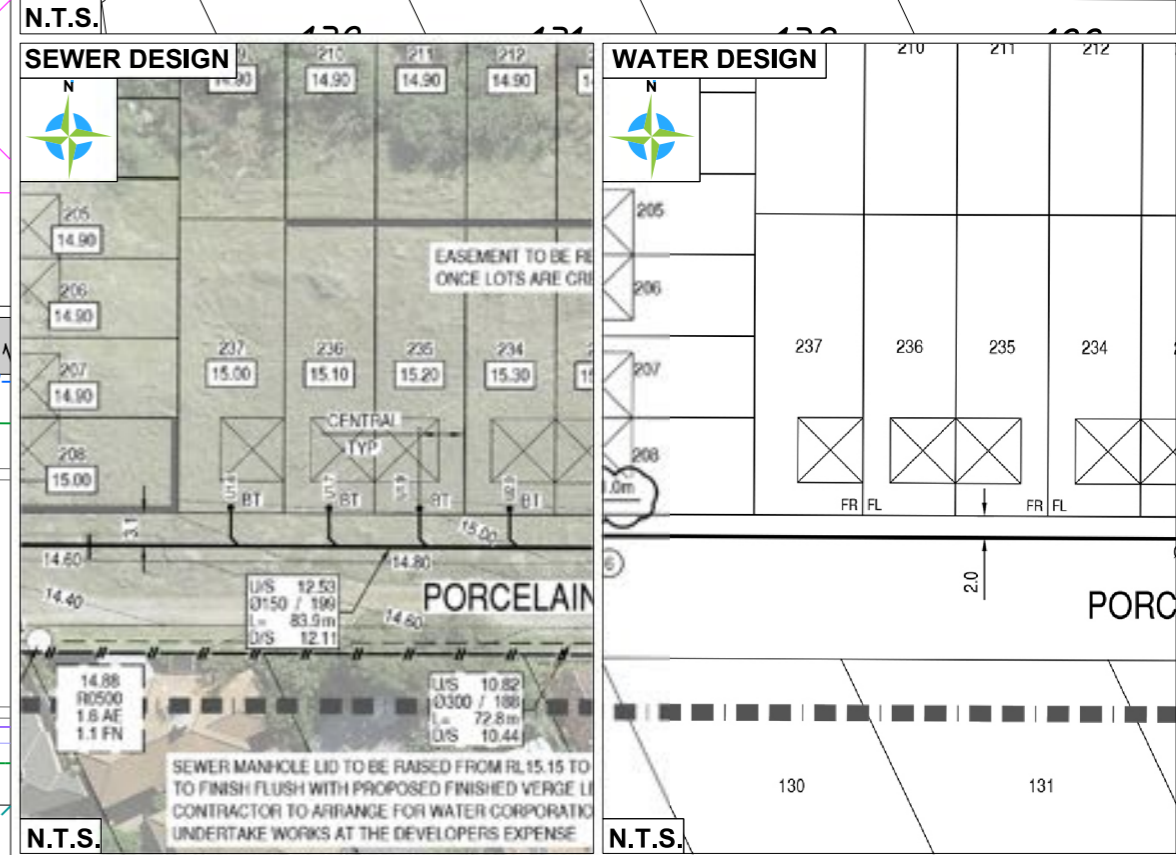 N.T.S.
SEWER DESIGN
N
210
211
212
14.90
14.90
14.90
14.90
205
14.90
206
14.90
207
14.90
208
15.00
EASEMENT TO BE RE
ONCE LOTS ARE CRE
237
236
235
234
15.00
15.10
15.20
15.30
CENTRAL
TYP
BT
BT
BT
BT
3.1
15.00
14.60
14.80
14.40
14.60
U/S 12.53
Ø150 / 199
L= 83.9m
D/S 12.11
PORCELAIN
14.88
R0500
1.6 AE
1.1 FN
U/S 10.82
Ø300 / 188
L= 72.8m
D/S 10.44
SEWER MANHOLE LID TO BE RAISED FROM RL15.15 TO
TO FINISH FLUSH WITH PROPOSED FINISHED VERGE
CONTRACTOR TO ARRANGE FOR WATER CORPORATIO
UNDERTAKE WORKS AT THE DEVELOPERS EXPENSE
N.T.S.
WATER DESIGN
N
210
211
212
205
206
207
208
237
236
235
234
.0m
FR FL
FR FL
6
2.0
PORC
130
131
N.T.S.